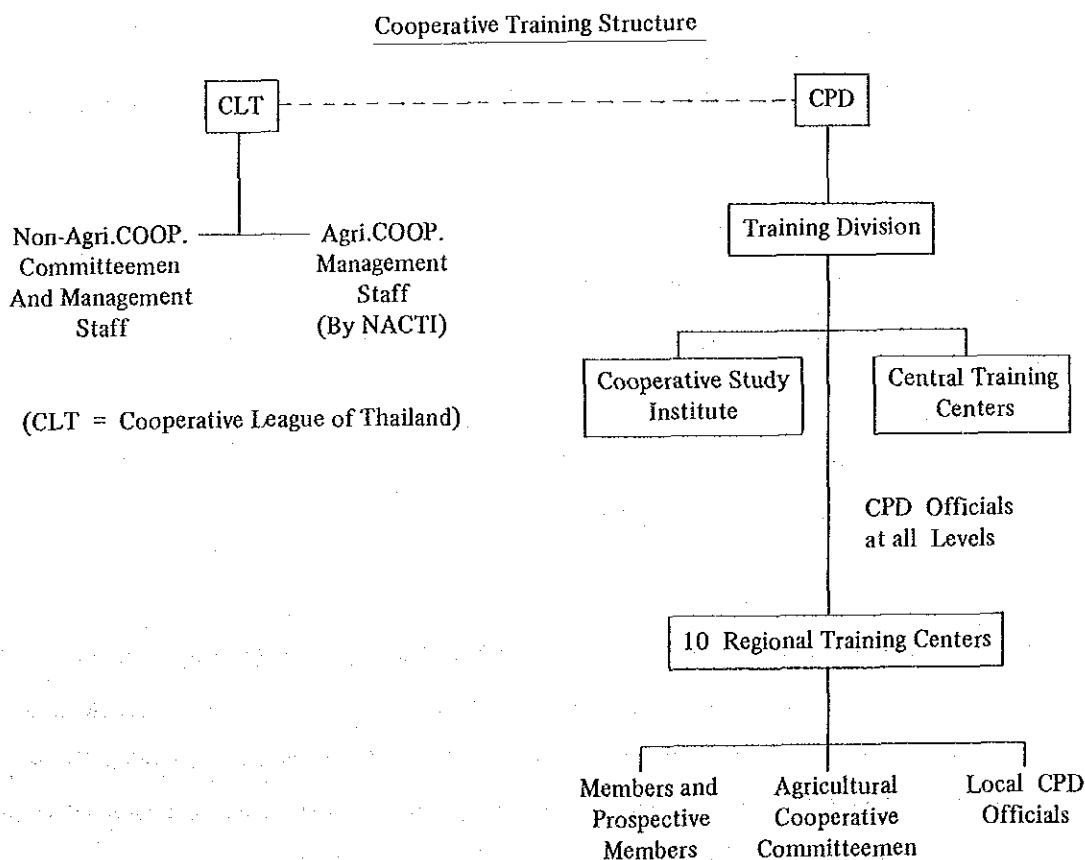 Cooperative Training Structure
CLT
CPD
Training Division
Non-Agri.COOP.
Committeemen
And Management
Staff
Agri.COOP.
Management
Staff
(By NACTI)
Cooperative Study
Institute
Central Training
Centers
(CLT = Cooperative League of Thailand)
CPD Officials
at all Levels
10 Regional Training Centers
Members and
Prospective
Members
Agricultural
Cooperative
Committeemen
Local CPD
Officials